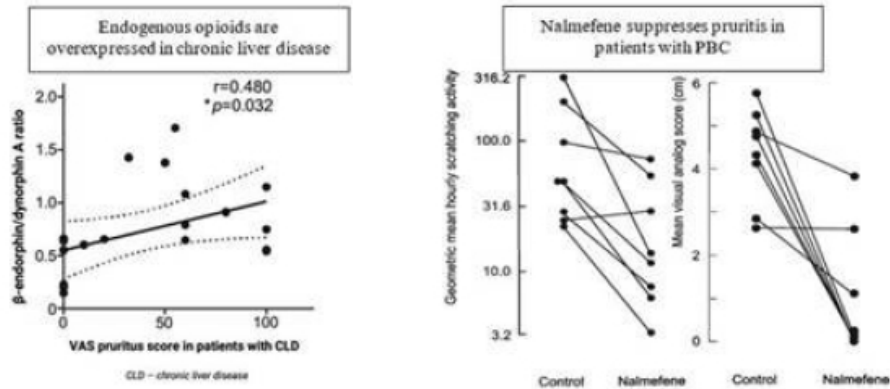 Endogenous opioids are
overexpressed in chronic liver disease
r=0.480
*p=0.032
β-endorphin/dynorphin A ratio
2.0
1.5
1.0
0.5
0
0
50
100
VAS pruritus score in patients with CLD
CLD – chronic liver disease
Nalmefene suppresses pruritis in
patients with PBC
Geometric mean hourly scratching activity
316.2
100.0
31.6
10.0
3.2
Control
Nalmefene
Mean visual analog score (cm)
6
4
2
0
Control
Nalmefene